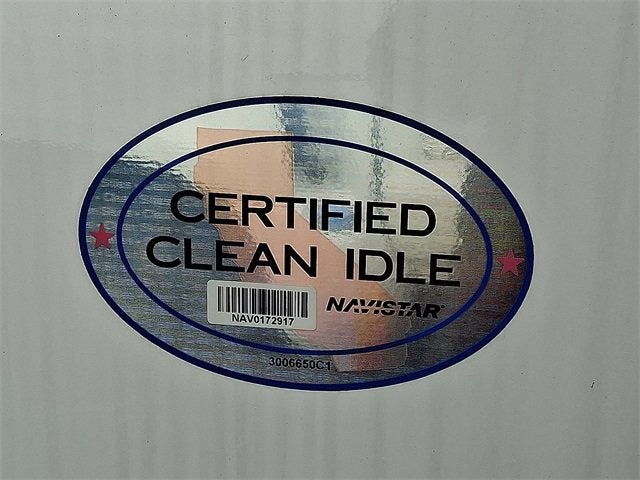 CERTIFIED
CLEAN IDLE
NAV0172917
NAVISTAR®
3006650C1